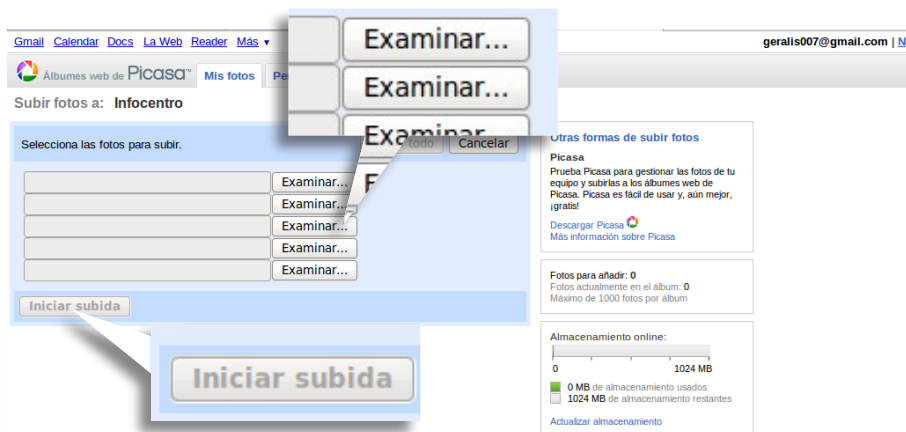 Gmail Calendar Docs La Web Reader Más ▼
geralis007@gmail.com | N
Álbumes web de Picasa™ Mis fotos Pe
Subir fotos a: Infocentro
Examinar...
Examinar...
Examinar
Selecciona las fotos para subir.
todo Cancelar
Examinar...
Examinar...
Examinar...
Examinar...
Examinar...
Iniciar subida
Iniciar subida
Otras formas de subir fotos
Picasa
Prueba Picasa para gestionar las fotos de tu
equipo y subirlas a los álbumes web de
Picasa. Picasa es fácil de usar y, aún mejor,
¡gratis!
Descargar Picasa
Más información sobre Picasa
Fotos para añadir: 0
Fotos actualmente en el álbum: 0
Máximo de 1000 fotos por álbum
Almacenamiento online:
0 1024 MB
0 MB de almacenamiento usados
1024 MB de almacenamiento restantes
Actualizar almacenamiento